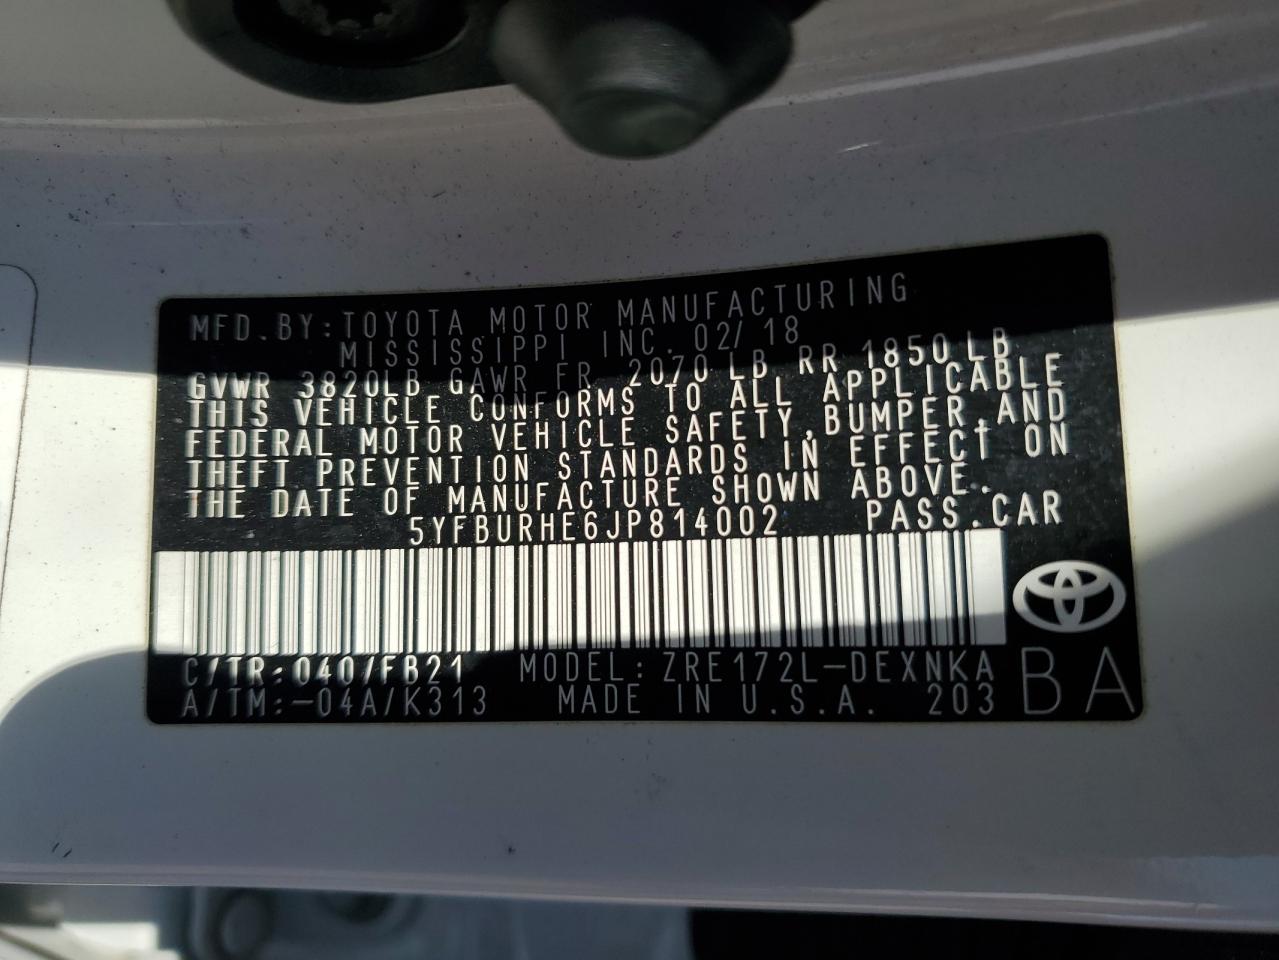 MFD.BY:TOYOTA MOTOR MANUFACTURING
MISSISSIPPI INC. 02/18
GVWR 3820LB GAWR FR 2070 LB RR 1850 LB
THIS VEHICLE CONFORMS TO ALL APPLICABLE
FEDERAL MOTOR VEHICLE SAFETY,BUMPER,AND
THEFT PREVENTION STANDARDS IN EFFECT ON
THE DATE OF MANUFACTURE SHOWN ABOVE.
5YFBURHE6JP814002 PASS.CAR
C/TR:040/FB21 MODEL:ZRE172L-DEXNKA
A/TM:-04A/K313 MADE IN U.S.A. 203
BA